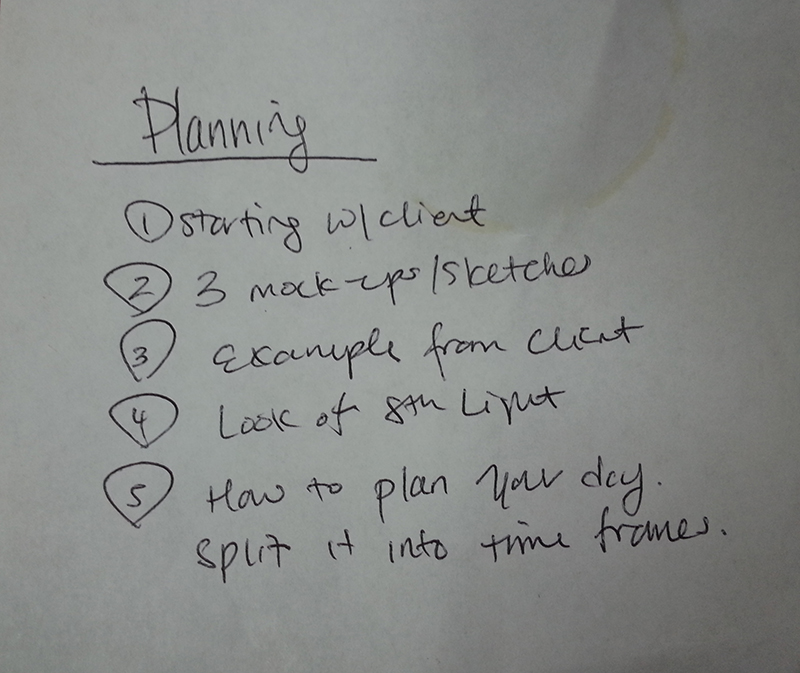 Planning
① starting w/client
② 3 mock-ups/sketches
③ Example from client
④ Look of 8th Light
⑤ How to plan your day.
split it into time frames.